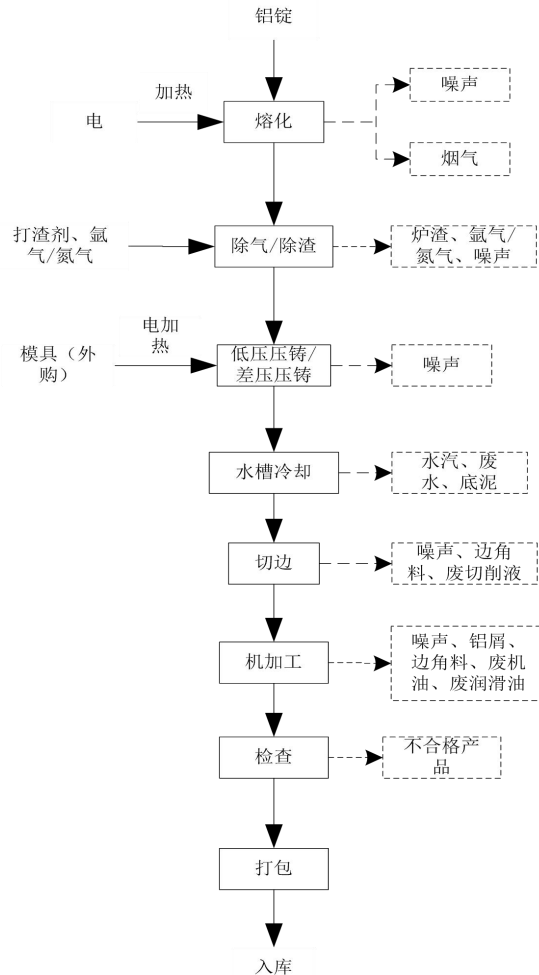 铝锭
加热
电
熔化
噪声
烟气
打渣剂、氩
气/氮气
除气/除渣
炉渣、氩气/
氮气、噪声
电加
热
模具（外
购）
低压压铸/
差压压铸
噪声
水槽冷却
水汽、废
水、底泥
切边
噪声、边角
料、废切削液
机加工
噪声、铝屑、
边角料、废机
油、废润滑油
检查
不合格产
品
打包
入库